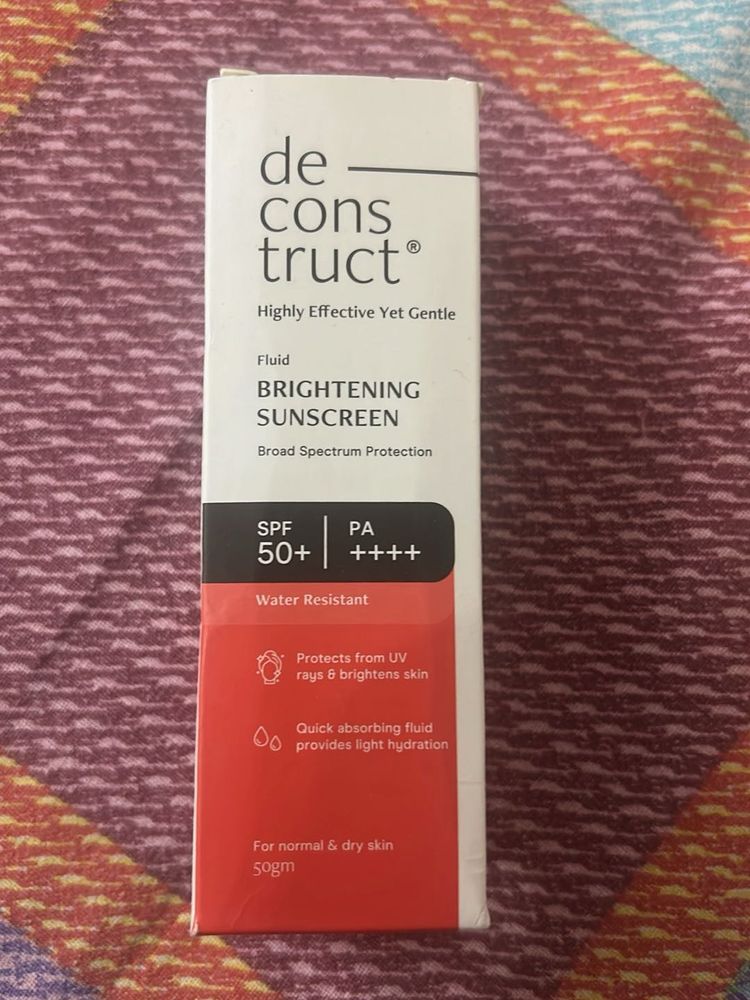 de
cons
truct®
Highly Effective Yet Gentle
Fluid
BRIGHTENING
SUNSCREEN
Broad Spectrum Protection
SPF
50+
PA
++++
Water Resistant
Protects from UV
rays & brightens skin
Quick absorbing fluid
provides light hydration
For normal & dry skin
50gm